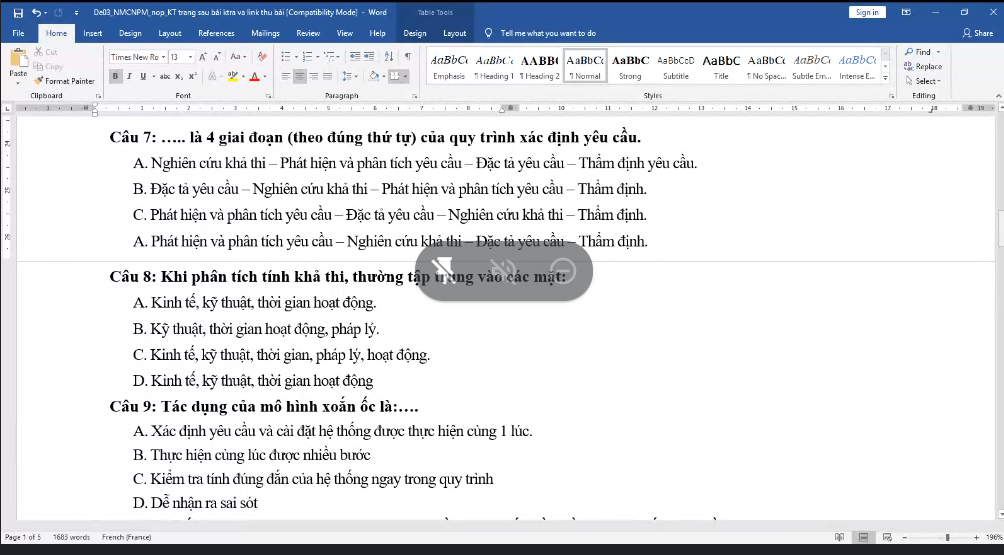 De03_NMCNPM_nop_KT trang sau bài ktra va link thu bài [Compatibility Mode] - Word
Table Tools
Sign in
File Home Insert Design Layout References Mailings Review View Help Design Layout Tell me what you want to do
Share
Paste
Cut
Copy
Format Painter
Times New Ro 13
AaBbCc AaBbCc AABBC AaBbCc AaBbC AaBbCcD AaBbC AaBbCc AaBbCc AaBbCc
Emphasis ¶ Heading 1 ¶ Heading 2 ¶ Normal Strong Subtitle Title ¶ No Spac... Subtle Em... Intense E...
Find
Replace
Select
Clipboard Font Paragraph Styles Editing
Câu 7: ….. là 4 giai đoạn (theo đúng thứ tự) của quy trình xác định yêu cầu.
A. Nghiên cứu khả thi – Phát hiện và phân tích yêu cầu – Đặc tả yêu cầu – Thẩm định yêu cầu.
B. Đặc tả yêu cầu – Nghiên cứu khả thi – Phát hiện và phân tích yêu cầu – Thẩm định.
C. Phát hiện và phân tích yêu cầu – Đặc tả yêu cầu – Nghiên cứu khả thi – Thẩm định.
A. Phát hiện và phân tích yêu cầu – Nghiên cứu khả thi – Đặc tả yêu cầu – Thẩm định.
Câu 8: Khi phân tích tính khả thi, thường tập trung vào các mặt:
A. Kinh tế, kỹ thuật, thời gian hoạt động.
B. Kỹ thuật, thời gian hoạt động, pháp lý.
C. Kinh tế, kỹ thuật, thời gian, pháp lý, hoạt động.
D. Kinh tế, kỹ thuật, thời gian hoạt động
Câu 9: Tác dụng của mô hình xoắn ốc là:….
A. Xác định yêu cầu và cài đặt hệ thống được thực hiện cùng 1 lúc.
B. Thực hiện cùng lúc được nhiều bước
C. Kiểm tra tính đúng đắn của hệ thống ngay trong quy trình
D. Dễ nhận ra sai sót
Page 1 of 5 1683 words French (France)
196%